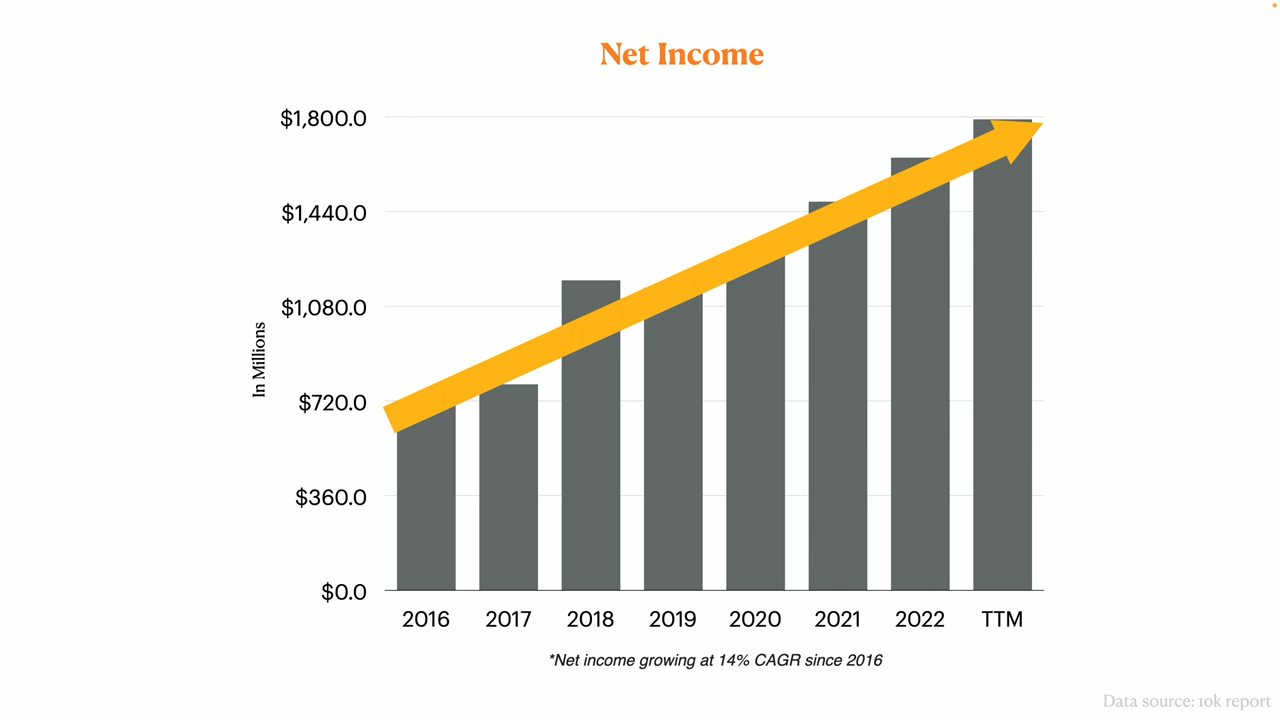 Net Income
$1,800.0
$1,440.0
$1,080.0
$720.0
$360.0
$0.0
In Millions
2016 2017 2018 2019 2020 2021 2022 TTM
*Net income growing at 14% CAGR since 2016
Data source: 10k report